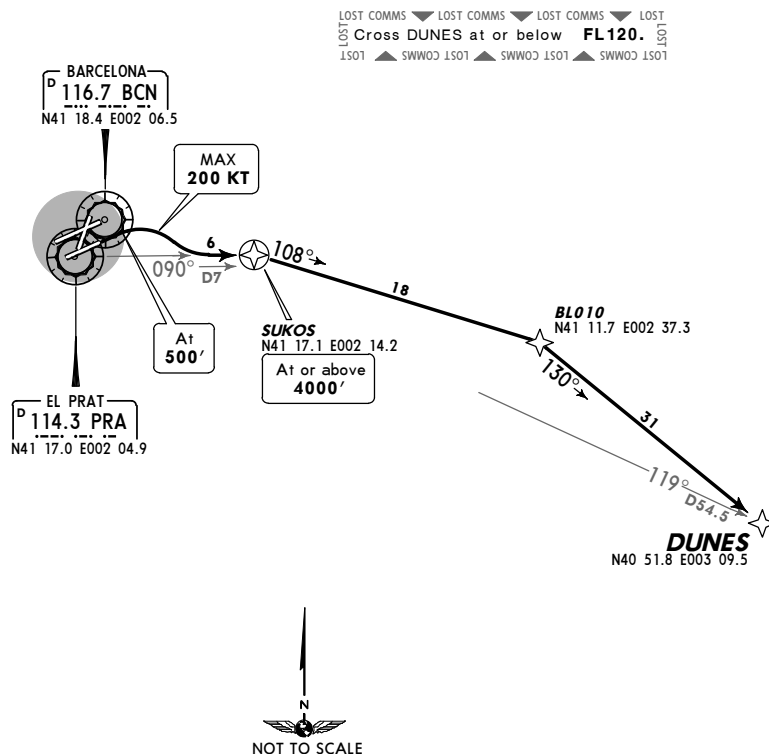 LOST COMMS LOST COMMS LOST COMMS LOST
LOST Cross DUNES at or below FL120. LOST
LOST COMMS LOST COMMS LOST COMMS LOST
BARCELONA
D 116.7 BCN
N41 18.4 E002 06.5
MAX
200 KT
6
090°
D7
108°
18
SUKOS
N41 17.1 E002 14.2
At or above
4000'
At
500'
BL010
N41 11.7 E002 37.3
130°
31
EL PRAT
D 114.3 PRA
N41 17.0 E002 04.9
119°
D54.5
DUNES
N40 51.8 E003 09.5
N
NOT TO SCALE